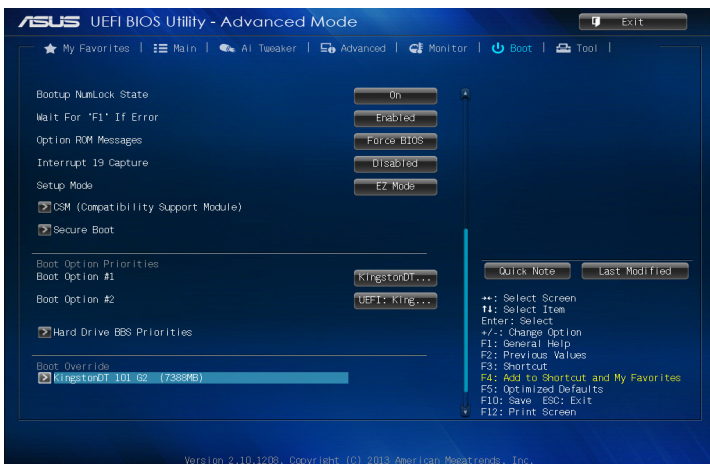 ASUS UEFI BIOS Utility - Advanced Mode
Exit
My Favorites | Main | Ai Tweaker | Advanced | Monitor | Boot | Tool |
Bootup NumLock State On
Wait For 'F1' If Error Enabled
Option ROM Messages Force BIOS
Interrupt 19 Capture Disabled
Setup Mode EZ Mode
CSM (Compatibility Support Module)
Secure Boot
Boot Option Priorities
Boot Option #1 KingstonDT...
Boot Option #2 UEFI: King...
Hard Drive BBS Priorities
Boot Override
KingstonDT 101 G2 (7388MB)
Quick Note Last Modified
→←: Select Screen
↑↓: Select Item
Enter: Select
+/-: Change Option
F1: General Help
F2: Previous Values
F3: Shortcut
F4: Add to Shortcut and My Favorites
F5: Optimized Defaults
F10: Save ESC: Exit
F12: Print Screen
Version 2.10.1208. Copyright (C) 2013 American Megatrends, Inc.